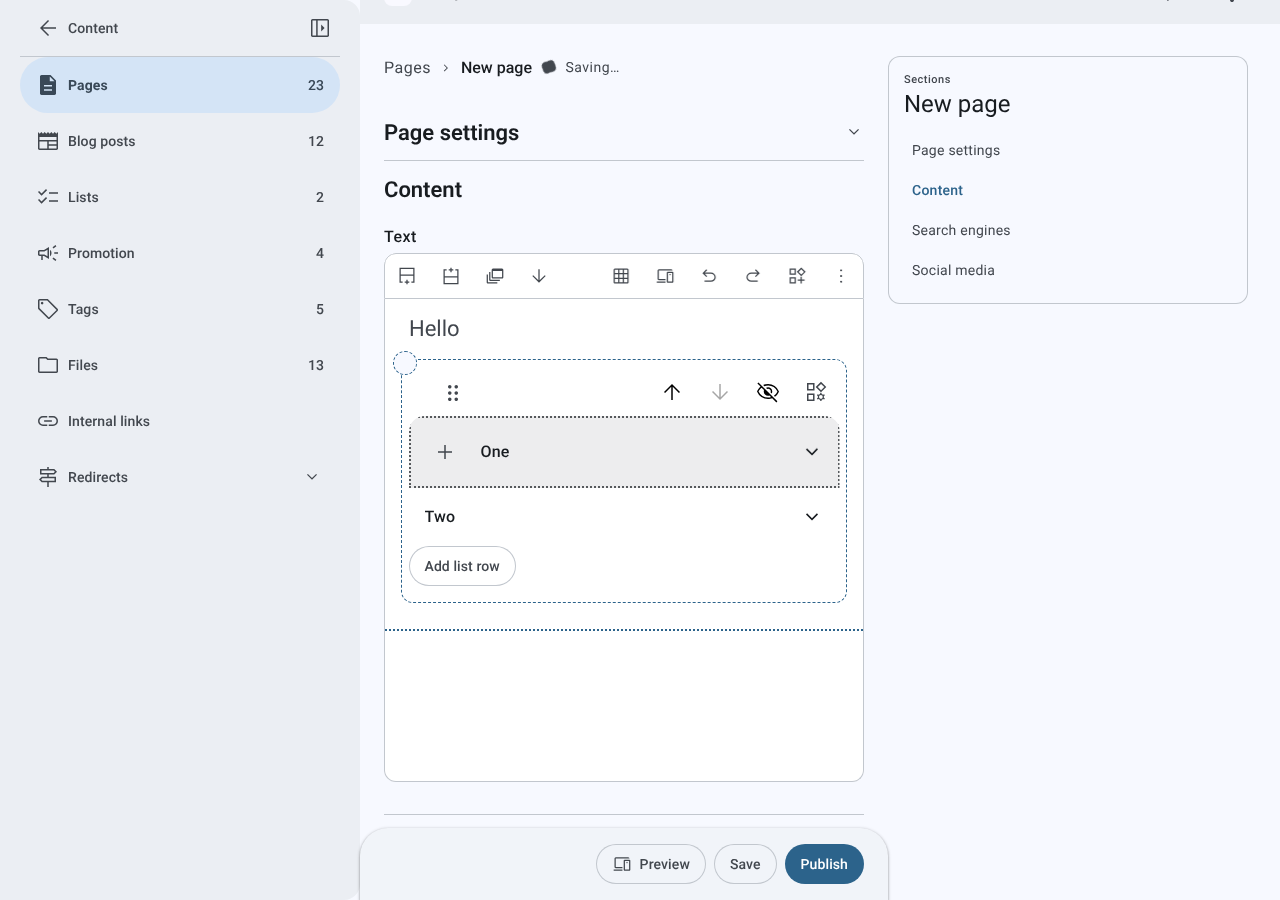 Content
Pages 23
Blog posts 12
Lists 2
Promotion 4
Tags 5
Files 13
Internal links
Redirects
Pages › New page Saving…
Page settings
Content
Text
Hello
One
Two
Add list row
Preview Save Publish
Sections
New page
Page settings
Content
Search engines
Social media